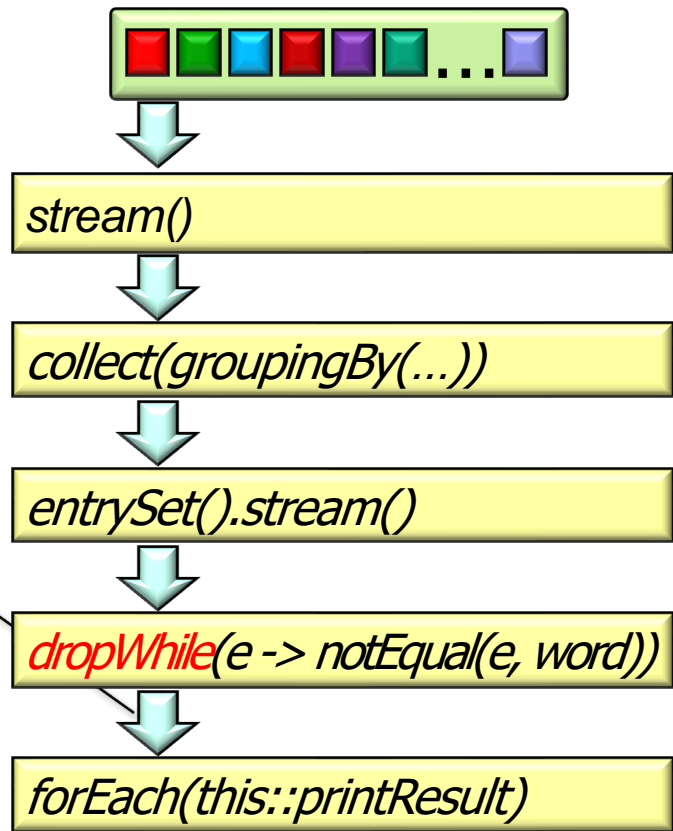 ...
stream()
collect(groupingBy(…))
entrySet().stream()
dropWhile(e -> notEqual(e, word))
forEach(this::printResult)